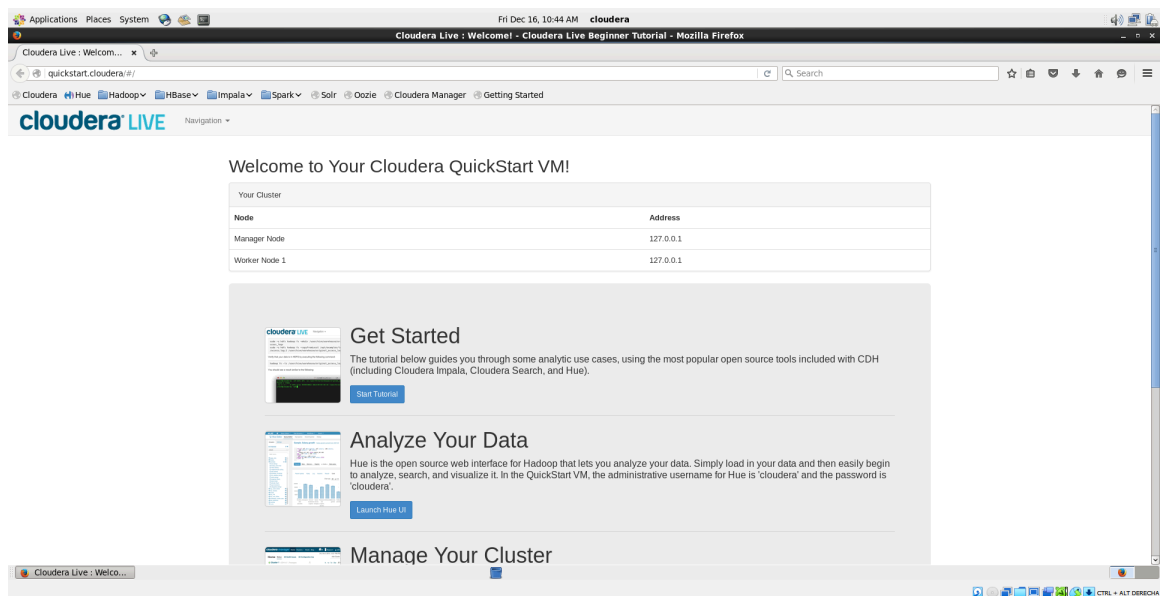 Applications Places System Fri Dec 16, 10:44 AM cloudera
Cloudera Live : Welcome! - Cloudera Live Beginner Tutorial - Mozilla Firefox
Cloudera Live : Welcom...
quickstart.cloudera/#/ Search
Cloudera Hue Hadoop HBase Impala Spark Solr Oozie Cloudera Manager Getting Started
cloudera LIVE Navigation
Welcome to Your Cloudera QuickStart VM!
Your Cluster
Node Address
Manager Node 127.0.0.1
Worker Node 1 127.0.0.1
cloudera LIVE
Get Started
The tutorial below guides you through some analytic use cases, using the most popular open source tools included with CDH
(including Cloudera Impala, Cloudera Search, and Hue).
Start Tutorial
Analyze Your Data
Hue is the open source web interface for Hadoop that lets you analyze your data. Simply load in your data and then easily begin
to analyze, search, and visualize it. In the QuickStart VM, the administrative username for Hue is 'cloudera' and the password is
'cloudera'.
Launch Hue UI
Manage Your Cluster
Cloudera Live : Welco...
CTRL + ALT DERECHA